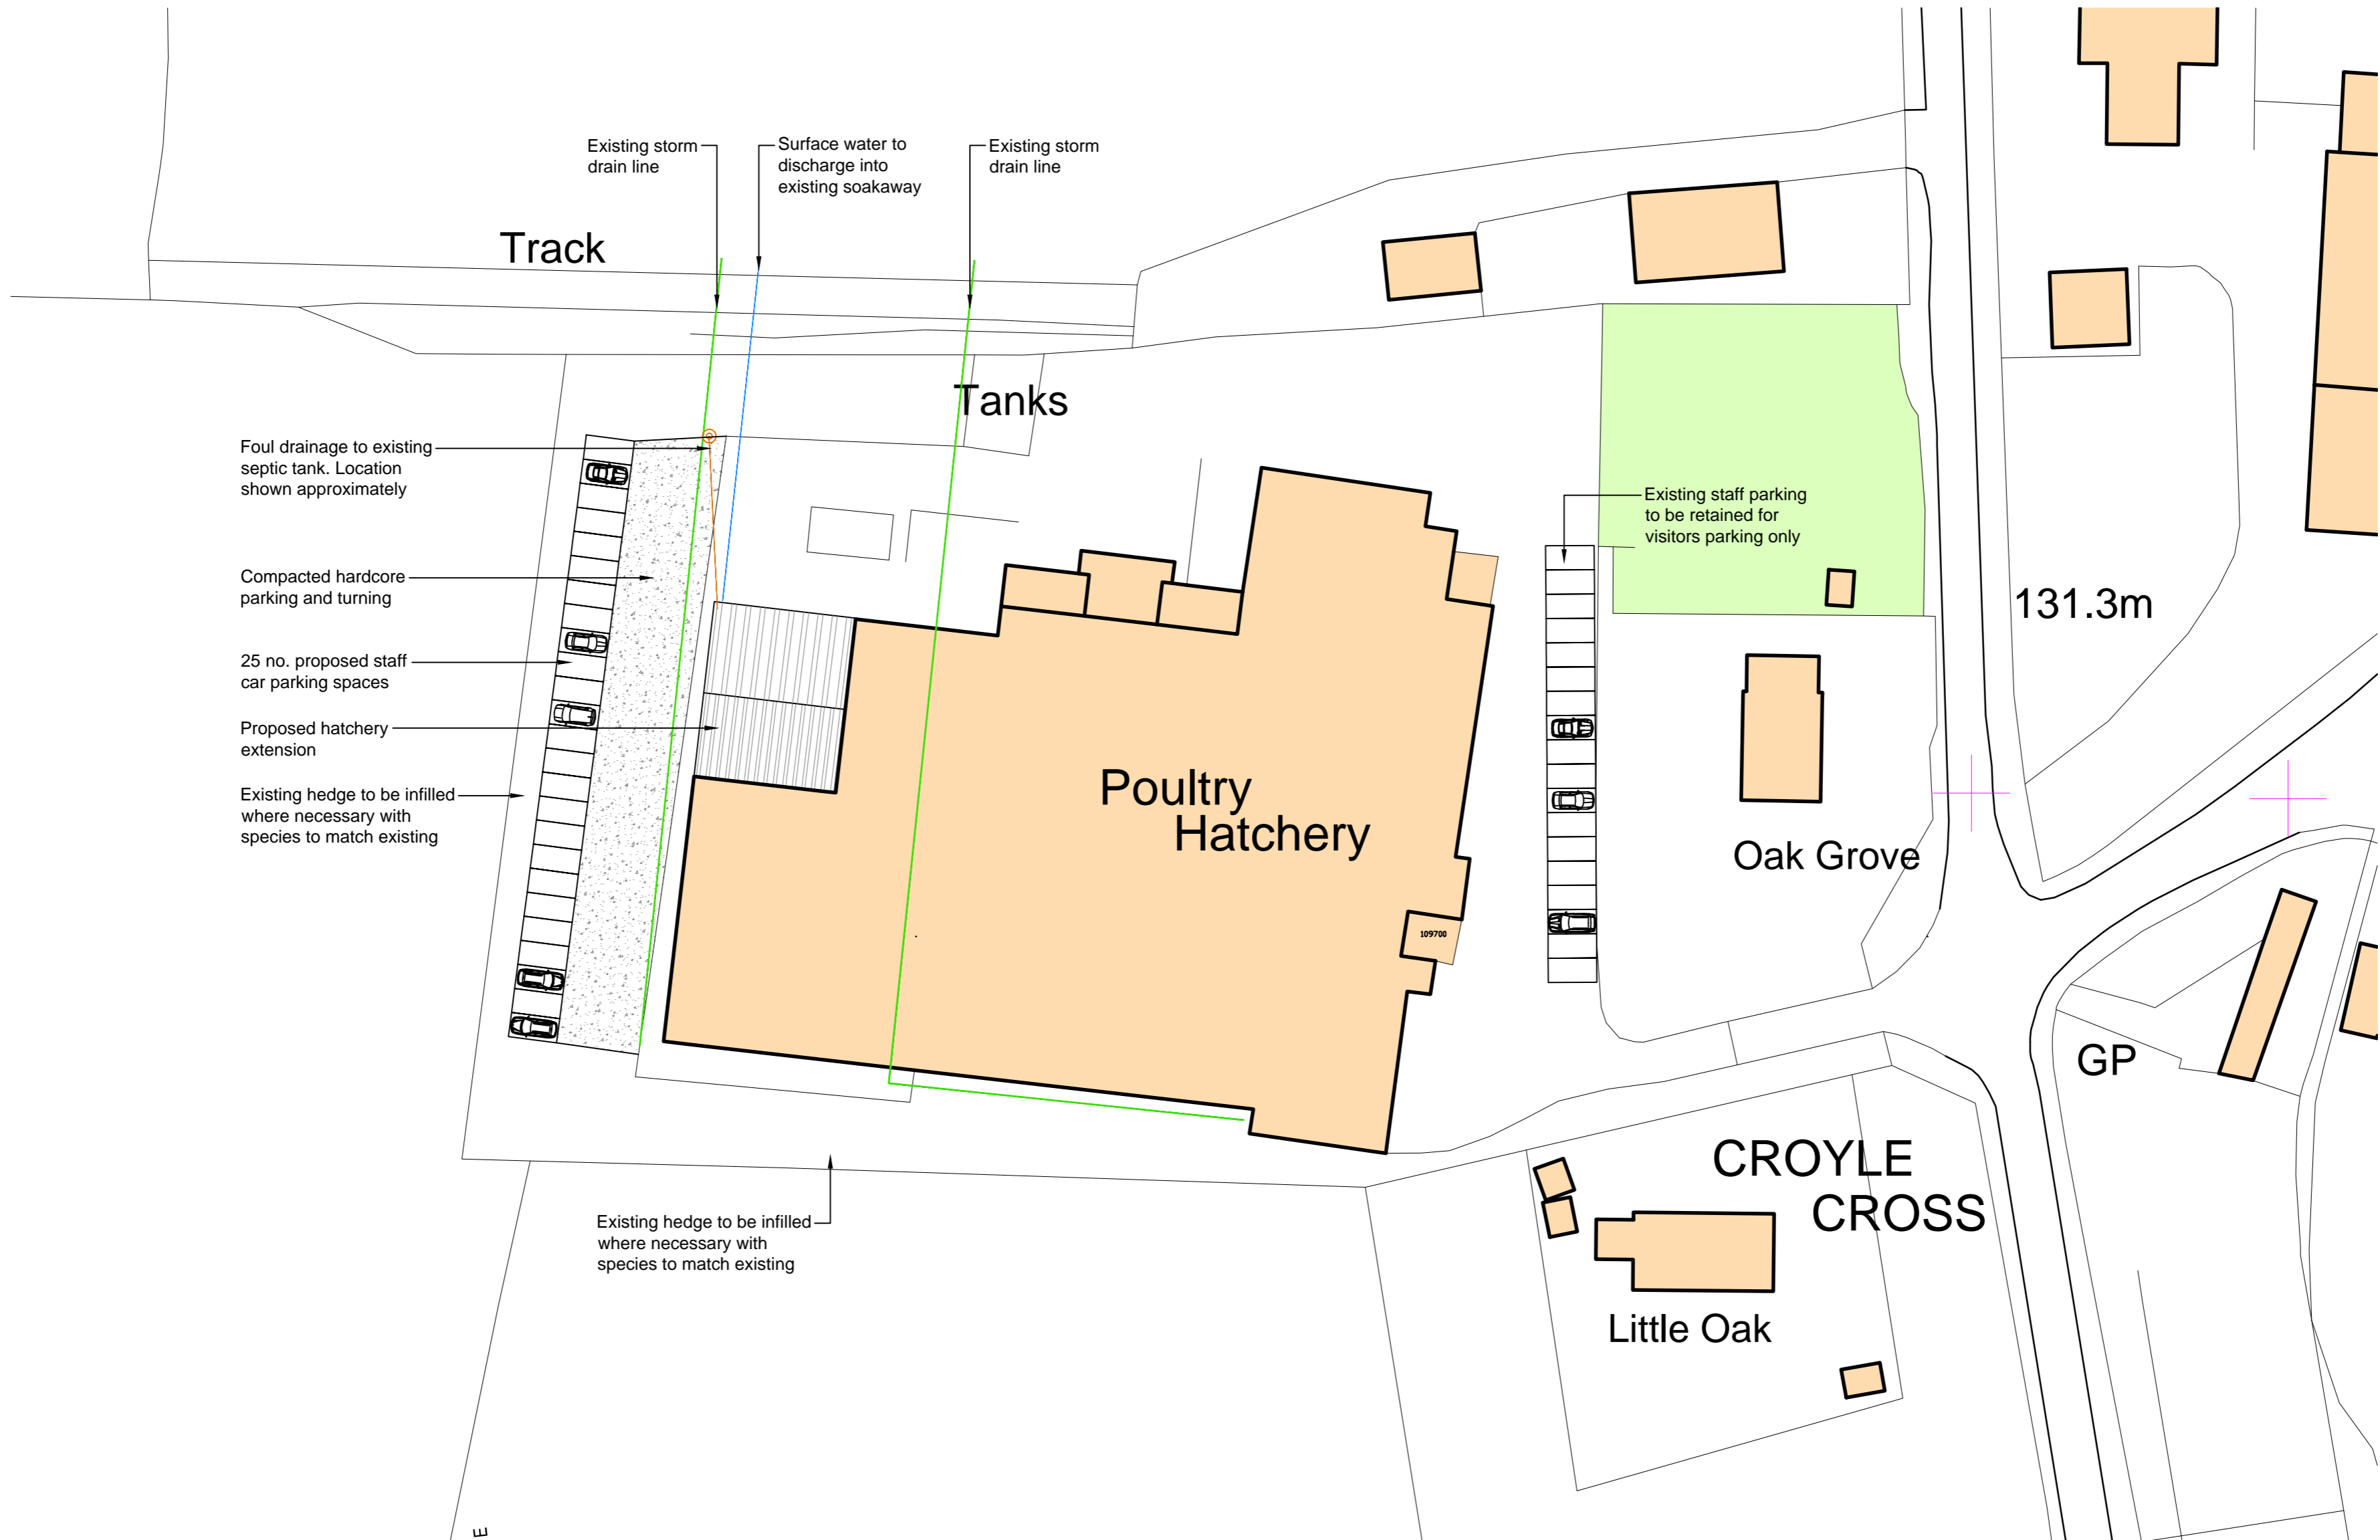 Existing storm
drain line
Surface water to
discharge into
existing soakaway
Existing storm
drain line
Track
Tanks
Foul drainage to existing
septic tank. Location
shown approximately
Existing staff parking
to be retained for
visitors parking only
Compacted hardcore
parking and turning
131.3m
25 no. proposed staff
car parking spaces
Proposed hatchery
extension
Existing hedge to be infilled
where necessary with
species to match existing
Poultry
Hatchery
Oak Grove
109700
GP
CROYLE
CROSS
Existing hedge to be infilled
where necessary with
species to match existing
Little Oak
E